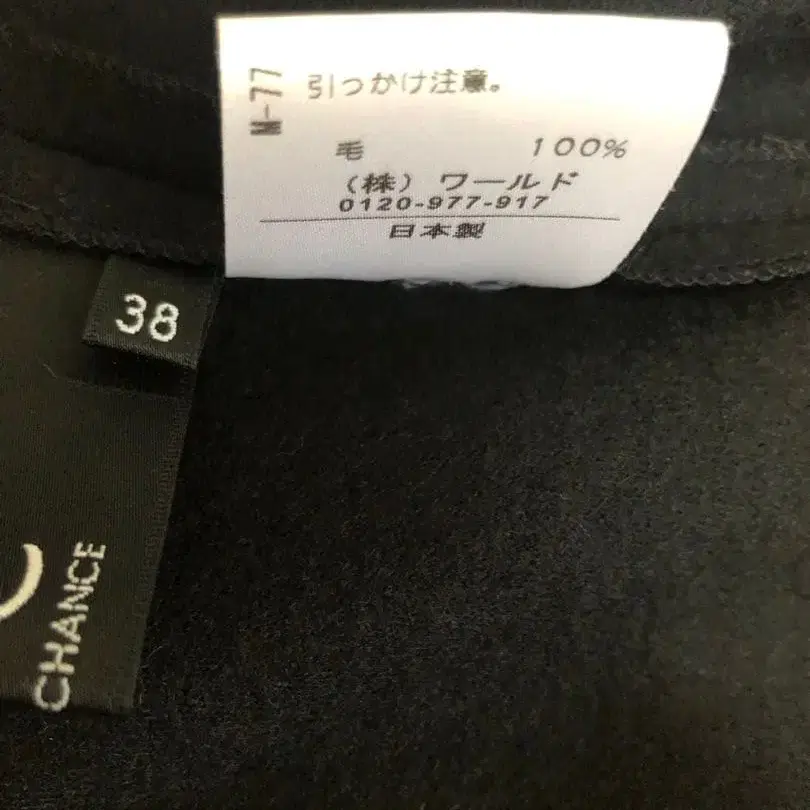 M-77
引っかけ注意。
毛 100%
(株) ワールド
0120-977-917
日本製
38
CHANCE